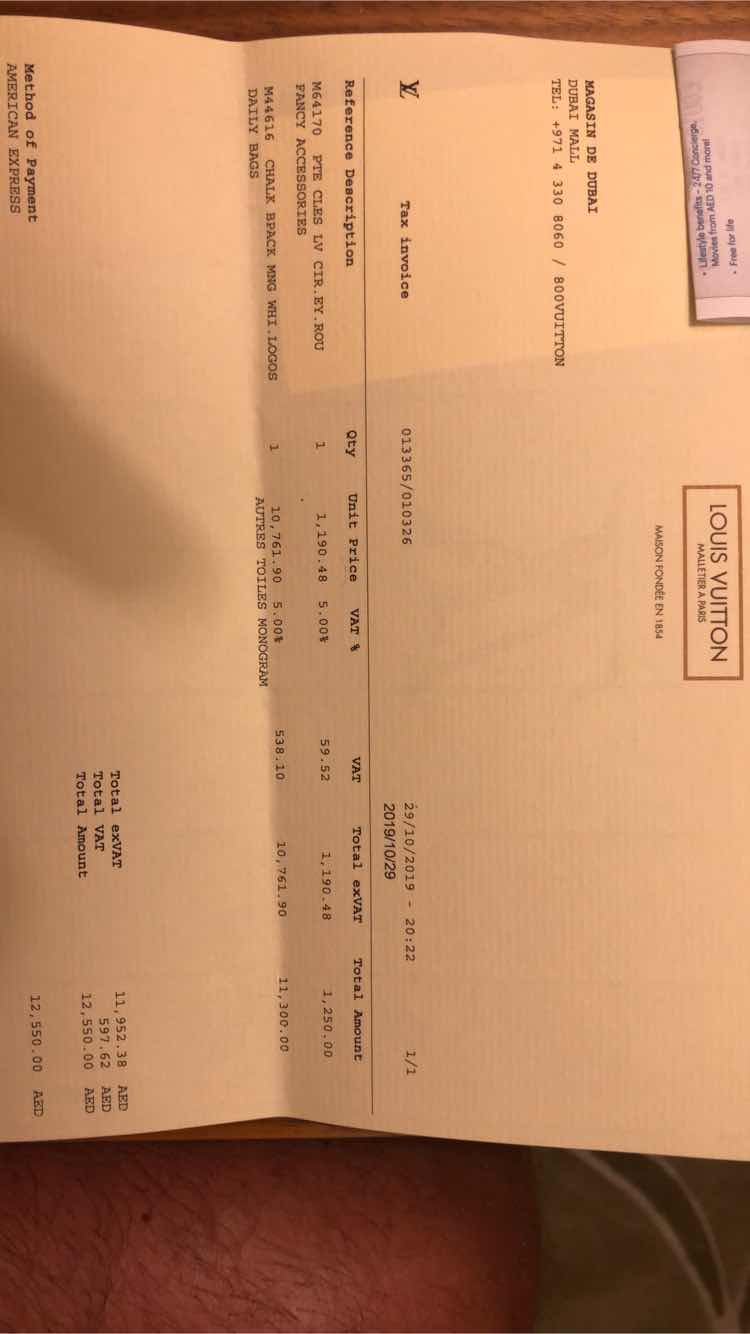 • Free for life
Movies from AED 10 and more!
• Lifestyle benefits - 24/7 Concierge,
LOUIS VUITTON
MALLETIER A PARIS
MAISON FONDÉE EN 1854
MAGASIN DE DUBAI
DUBAI MALL
TEL: +971 4 330 8060 / 800VUITTON
LV Tax invoice 013365/010326 29/10/2019 - 20:22 1/1
2019/10/29
Reference Description Qty Unit Price VAT % VAT Total exVAT Total Amount
M64170 PTE CLES LV CIR.EY.ROU 1 1,190.48 5.00% 59.52 1,190.48 1,250.00
FANCY ACCESSORIES
M44616 CHALK BPACK MNG WHI.LOGOS 1 10,761.90 5.00% 538.10 10,761.90 11,300.00
DAILY BAGS AUTRES TOILES MONOGRAM
Total exVAT 11,952.38 AED
Total VAT 597.62 AED
Total Amount 12,550.00 AED
Method of Payment 12,550.00 AED
AMERICAN EXPRESS